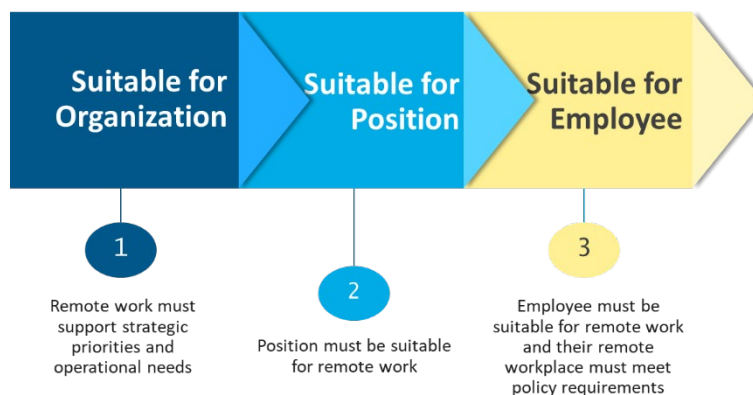 Suitable for
Organization
Suitable for
Position
Suitable for
Employee
1
Remote work must
support strategic
priorities and
operational needs
2
Position must be suitable
for remote work
3
Employee must be
suitable for remote work
and their remote
workplace must meet
policy requirements